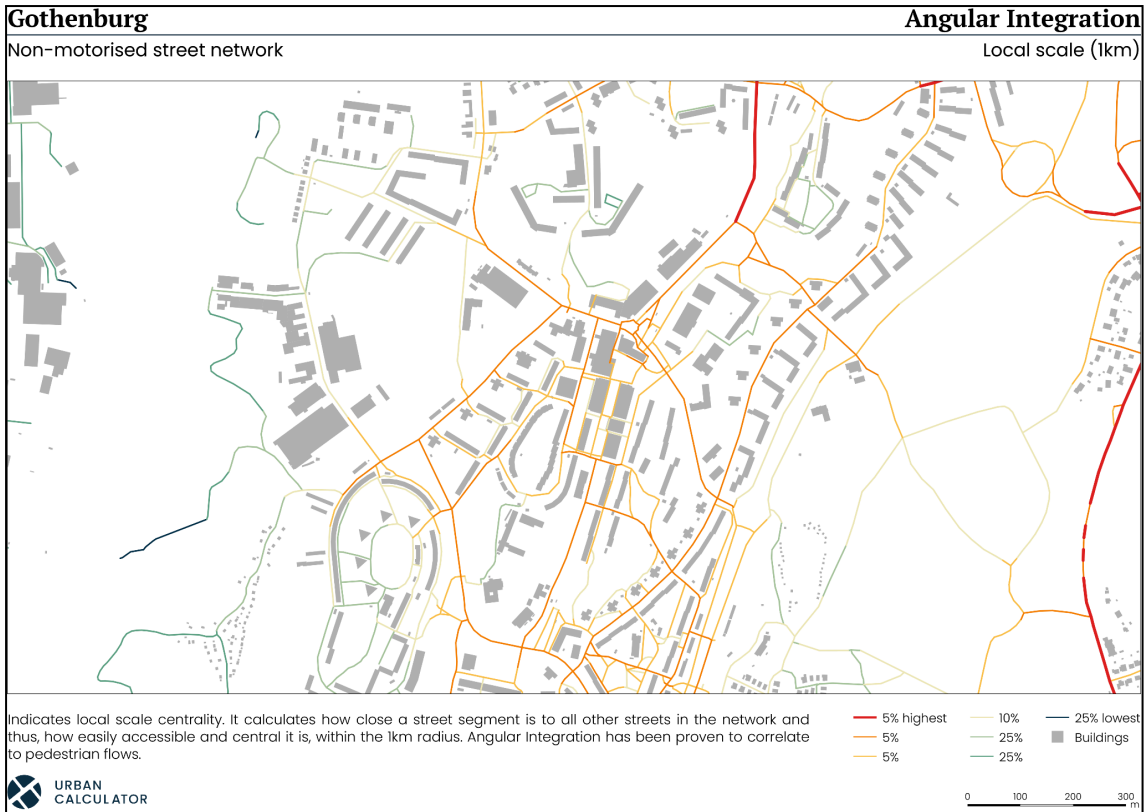 Gothenburg
Angular Integration
Non-motorised street network
Local scale (1km)
Indicates local scale centrality. It calculates how close a street segment is to all other streets in the network and
thus, how easily accessible and central it is, within the 1km radius. Angular Integration has been proven to correlate
to pedestrian flows.
5% highest
10%
25% lowest
5%
25%
Buildings
5%
25%
URBAN
CALCULATOR
0 100 200 300
m